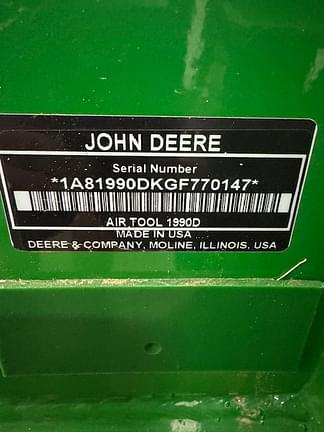 JOHN DEERE
Serial Number
*1A81990DKGF770147*
AIR TOOL 1990D
MADE IN USA
DEERE & COMPANY, MOLINE, ILLINOIS, USA